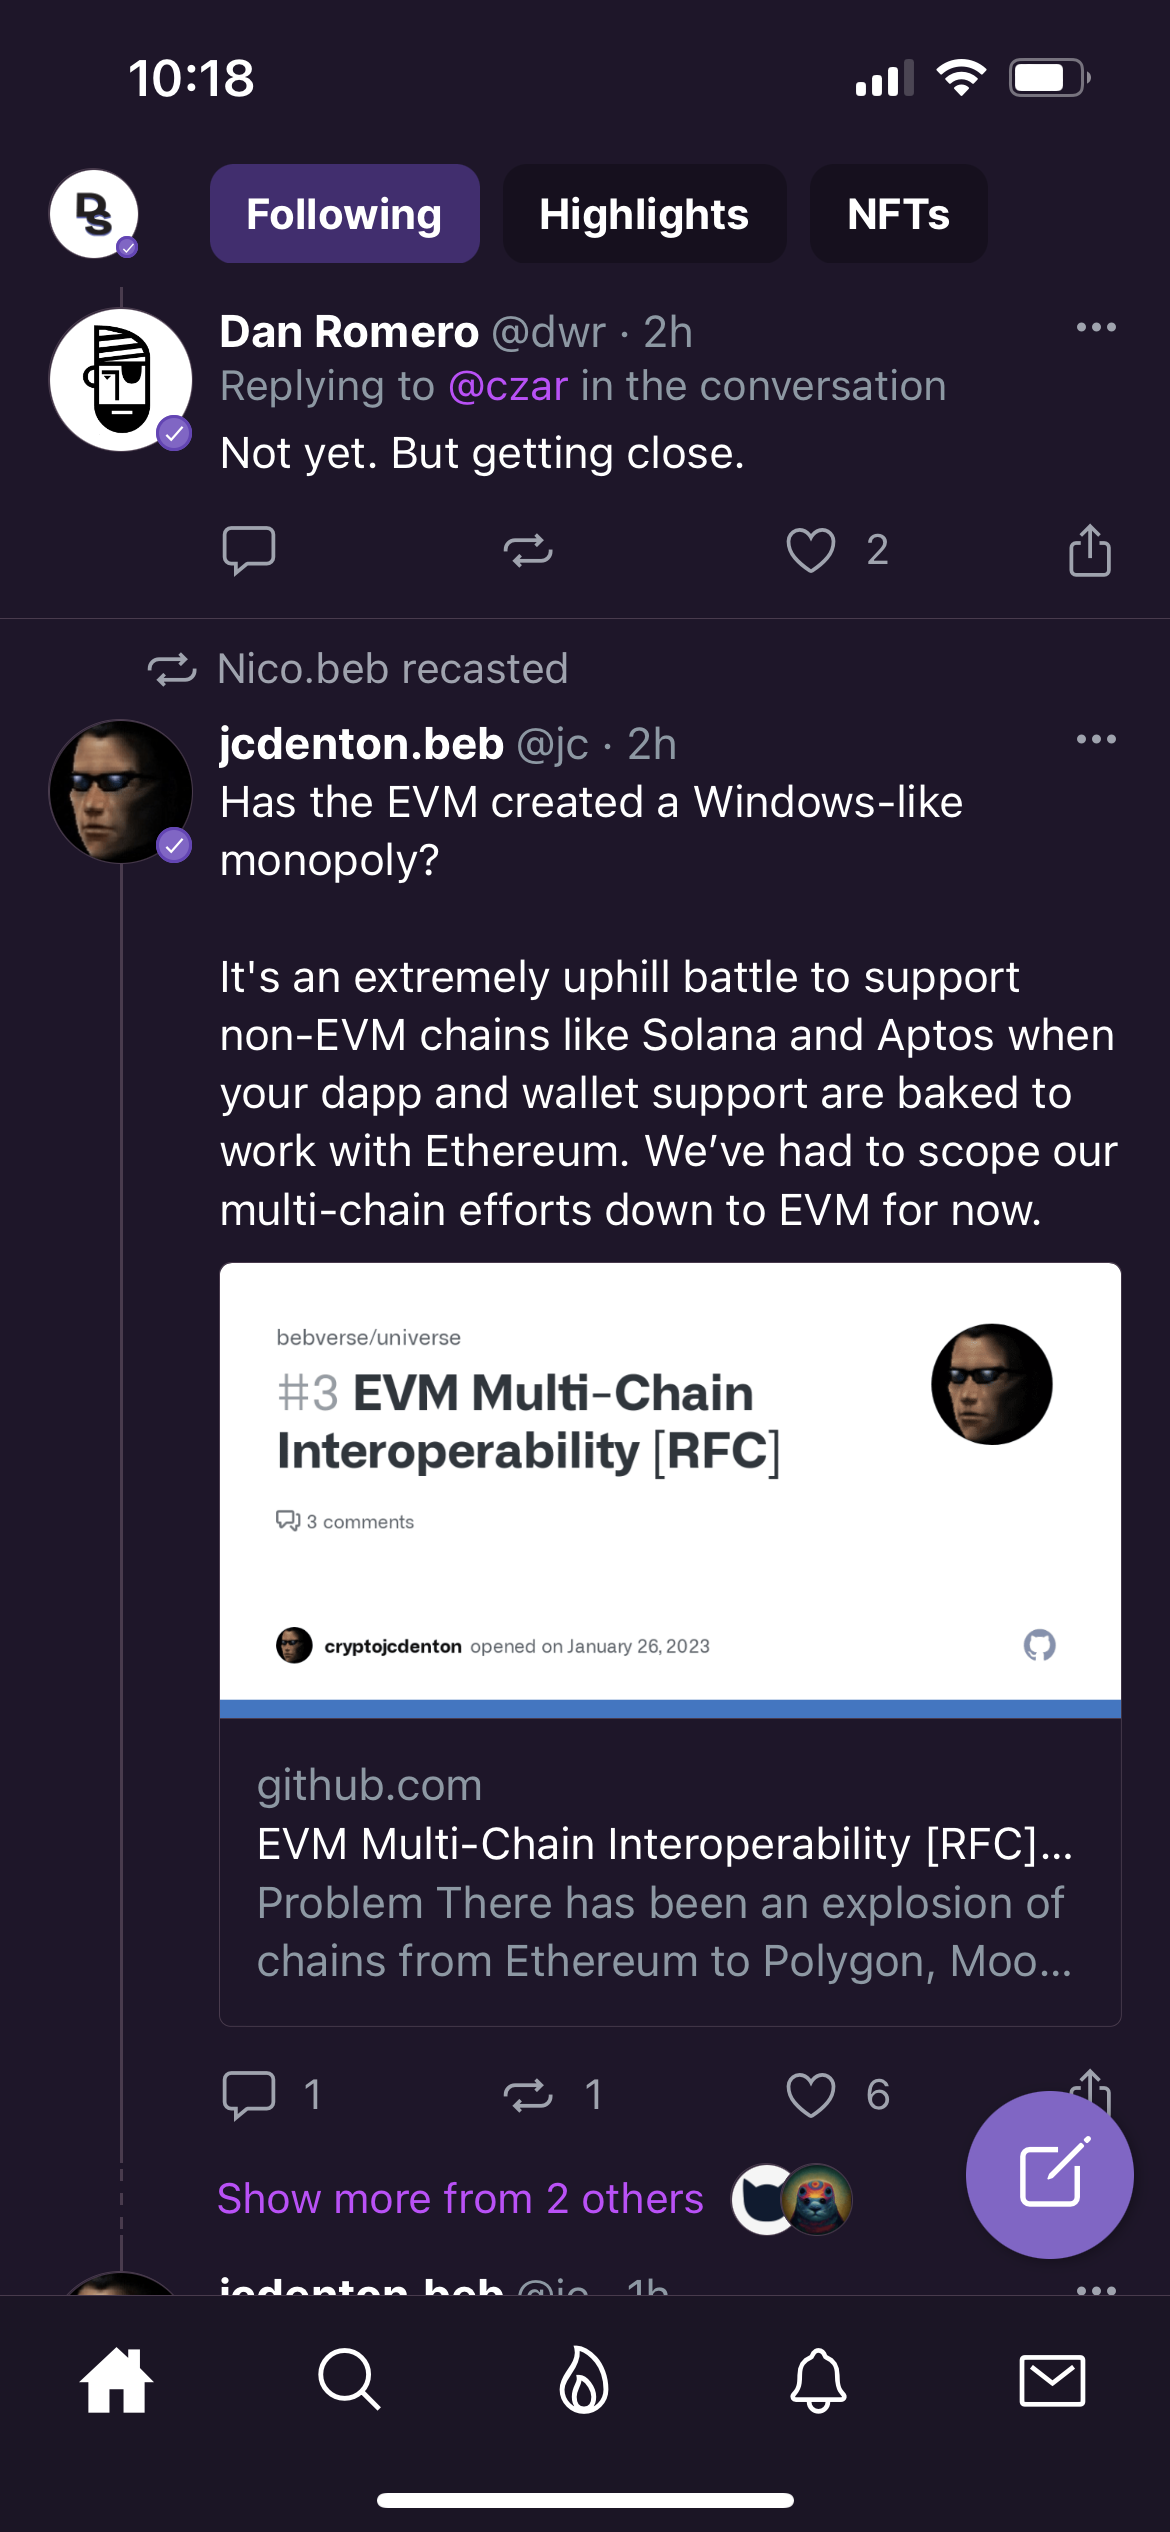 10:18
DS
Following
Highlights
NFTs
Dan Romero @dwr · 2h
Replying to @czar in the conversation
Not yet. But getting close.
2
Nico.beb recasted
jcdenton.beb @jc · 2h
Has the EVM created a Windows-like
monopoly?
It's an extremely uphill battle to support
non-EVM chains like Solana and Aptos when
your dapp and wallet support are baked to
work with Ethereum. We’ve had to scope our
multi-chain efforts down to EVM for now.
bebverse/universe
#3 EVM Multi-Chain
Interoperability [RFC]
3 comments
cryptojcdenton opened on January 26, 2023
github.com
EVM Multi-Chain Interoperability [RFC]...
Problem There has been an explosion of
chains from Ethereum to Polygon, Moo...
1
1
6
Show more from 2 others
jcdenton.beb @jc · 1h